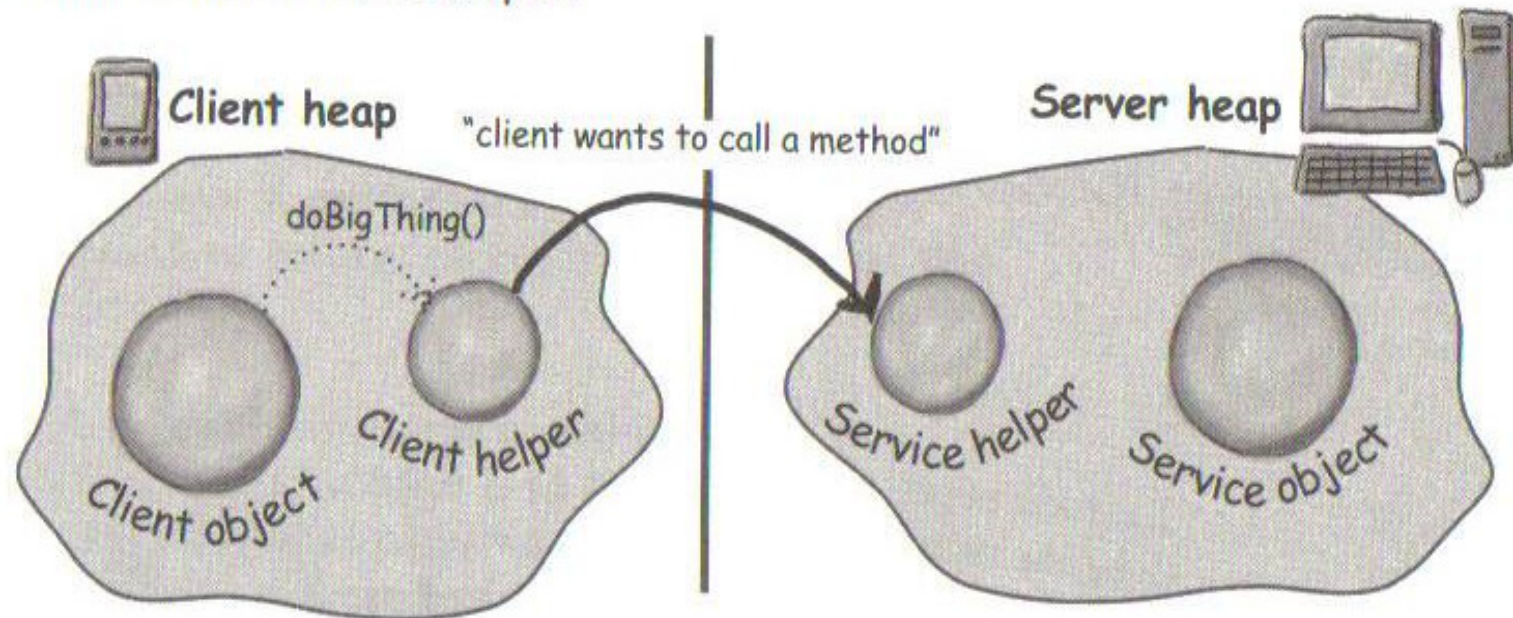 Client heap
Server heap
"client wants to call a method"
doBigThing()
Client helper
Client object
Service helper
Service object